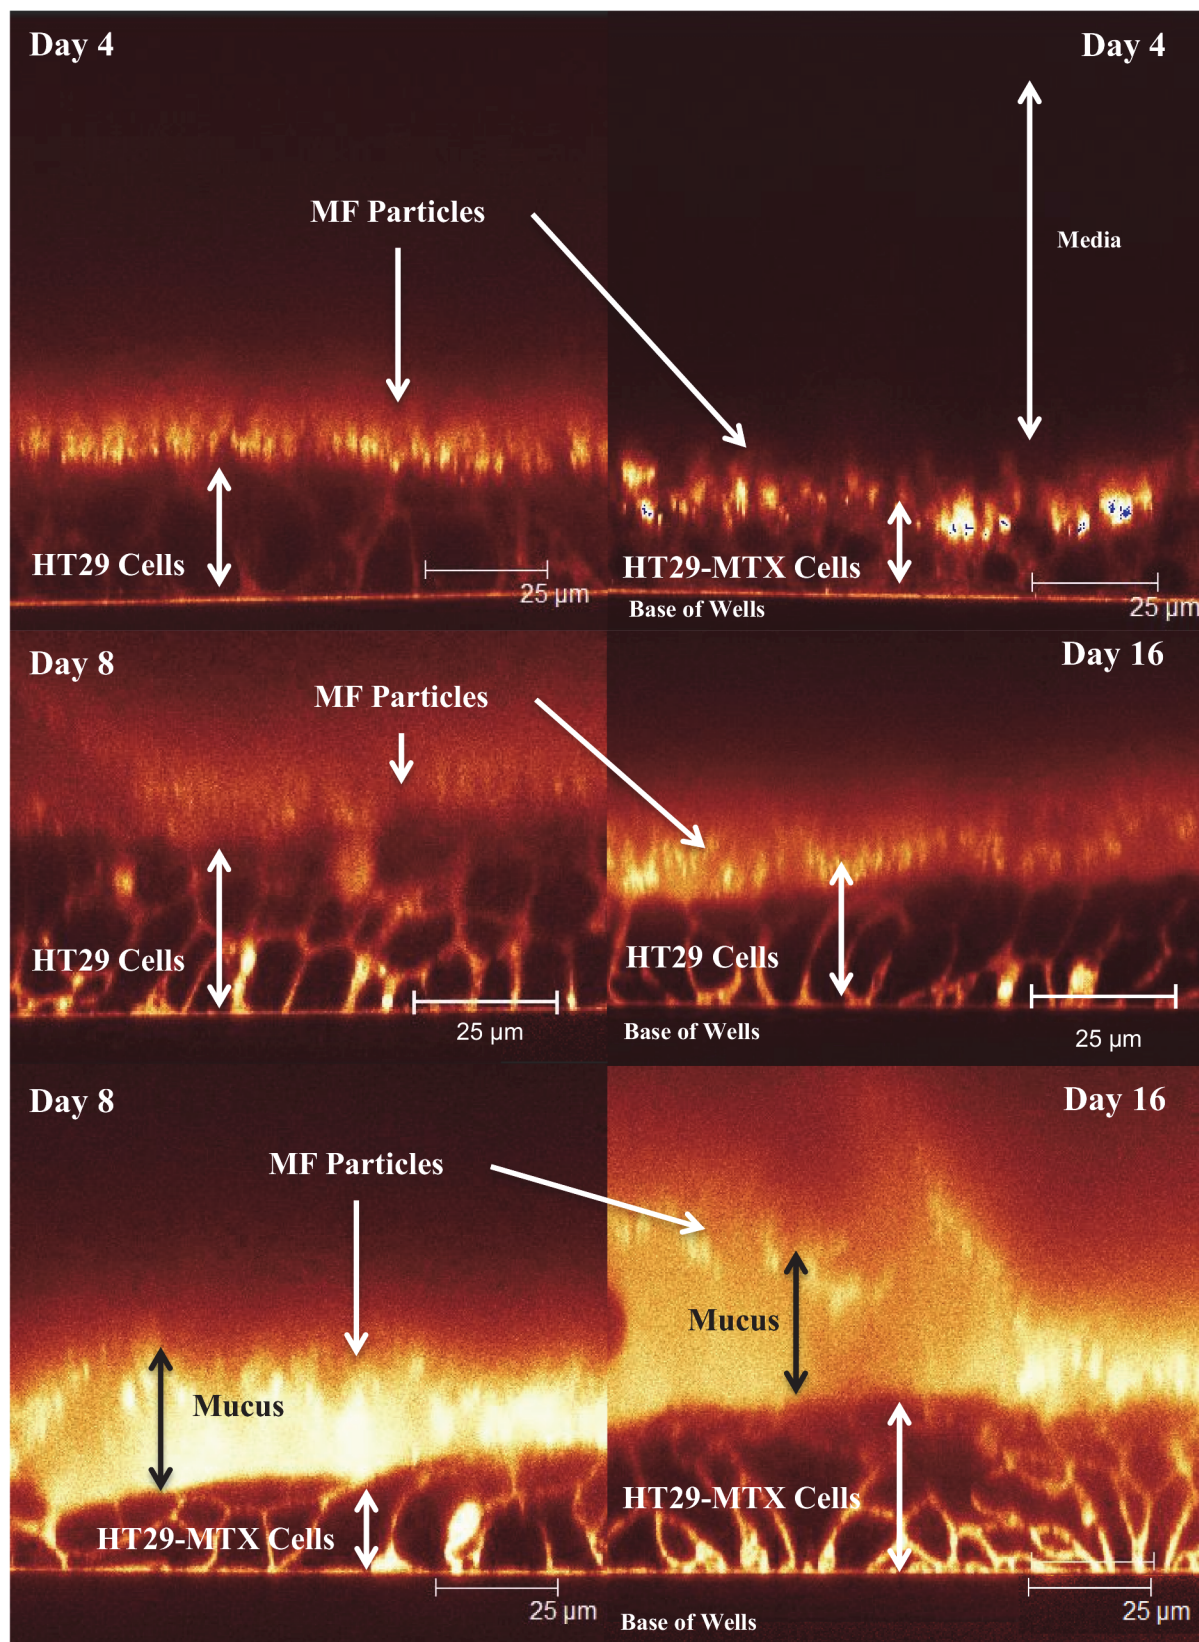 Day 4
Day 4
MF Particles
Media
HT29 Cells
25 µm
HT29-MTX Cells
25 µm
Base of Wells
Day 8
Day 16
MF Particles
HT29 Cells
25 µm
HT29 Cells
25 µm
Base of Wells
Day 8
Day 16
MF Particles
Mucus
Mucus
HT29-MTX Cells
25 µm
HT29-MTX Cells
25 µm
Base of Wells